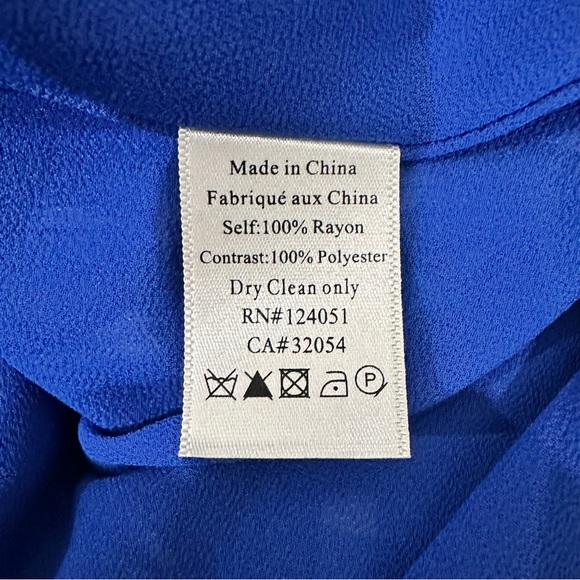 Made in China
Fabriqué aux China
Self:100% Rayon
Contrast:100% Polyester
Dry Clean only
RN#124051
CA#32054
P